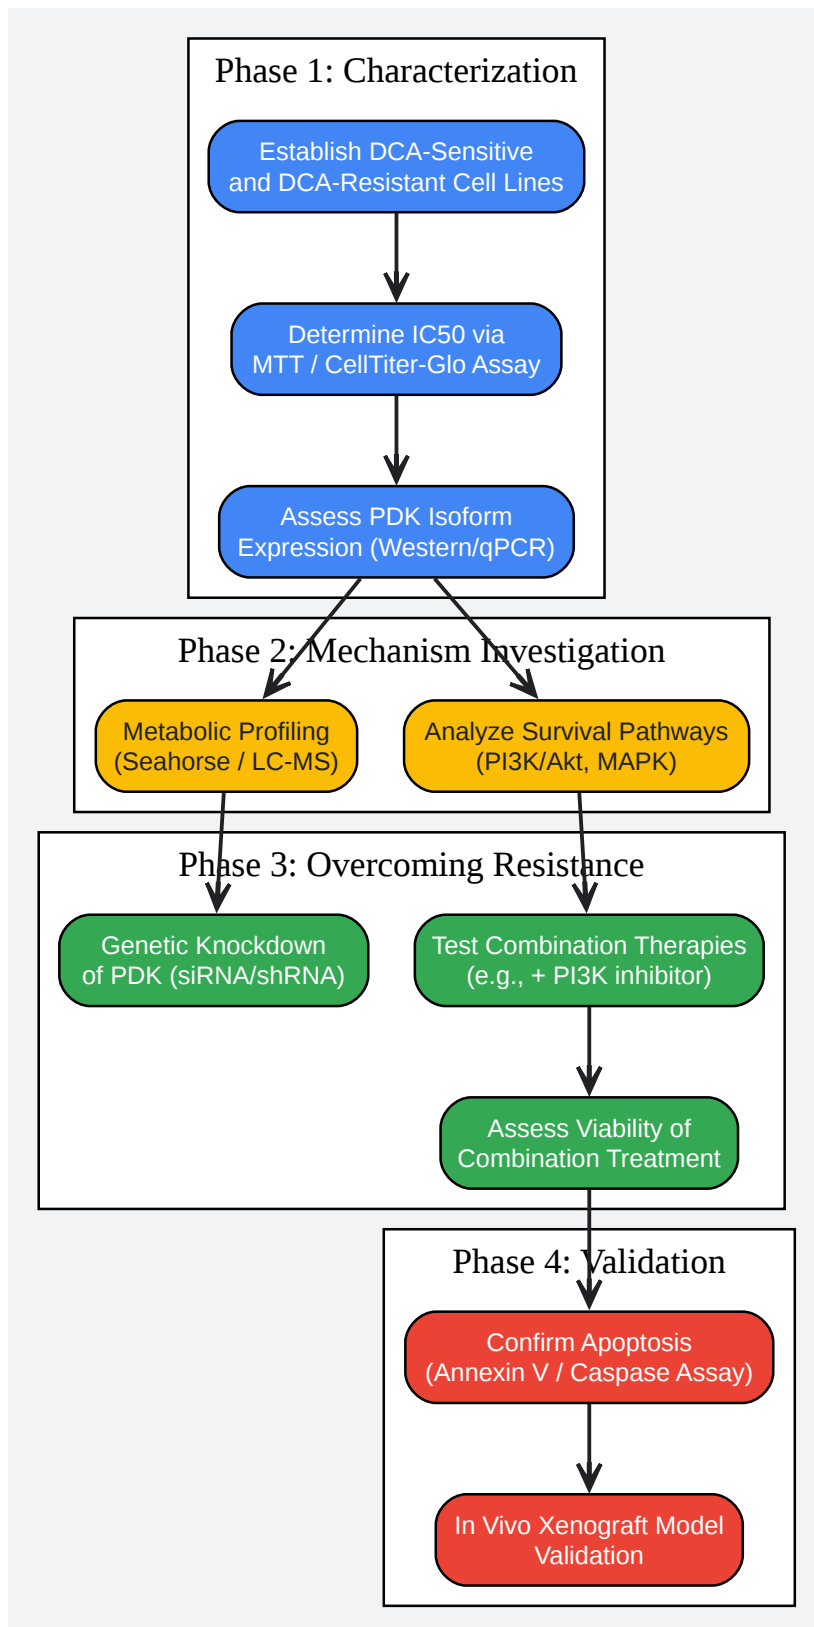 Phase 1: Characterization
Establish DCA-Sensitive
and DCA-Resistant Cell Lines
Determine IC50 via
MTT / CellTiter-Glo Assay
Assess PDK Isoform
Expression (Western/qPCR)
Phase 2: Mechanism Investigation
Metabolic Profiling
(Seahorse / LC-MS)
Analyze Survival Pathways
(PI3K/Akt, MAPK)
Phase 3: Overcoming Resistance
Genetic Knockdown
of PDK (siRNA/shRNA)
Test Combination Therapies
(e.g., + PI3K inhibitor)
Assess Viability of
Combination Treatment
Phase 4: Validation
Confirm Apoptosis
(Annexin V / Caspase Assay)
In Vivo Xenograft Model
Validation